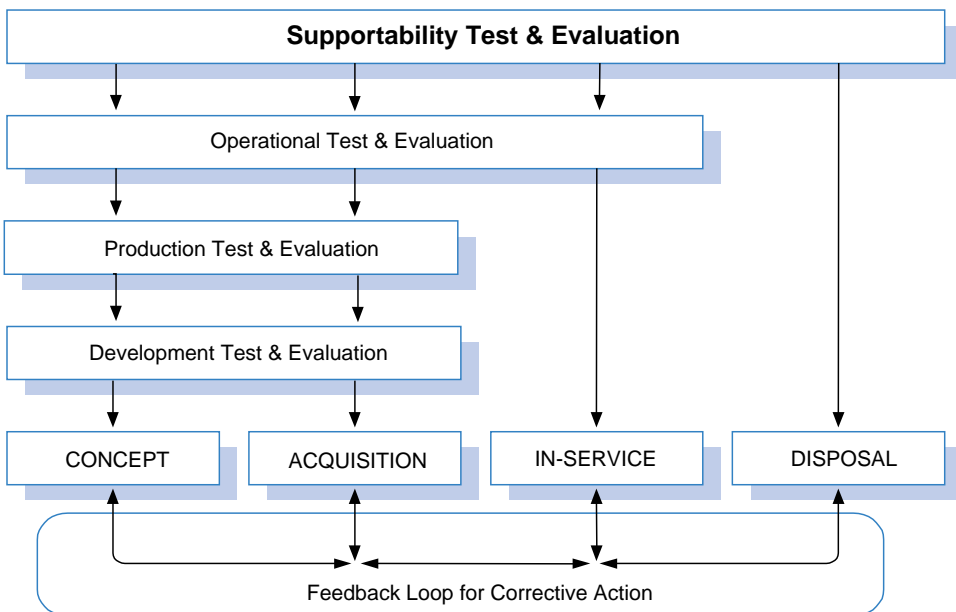 Supportability Test & Evaluation
Operational Test & Evaluation
Production Test & Evaluation
Development Test & Evaluation
CONCEPT
ACQUISITION
IN-SERVICE
DISPOSAL
Feedback Loop for Corrective Action